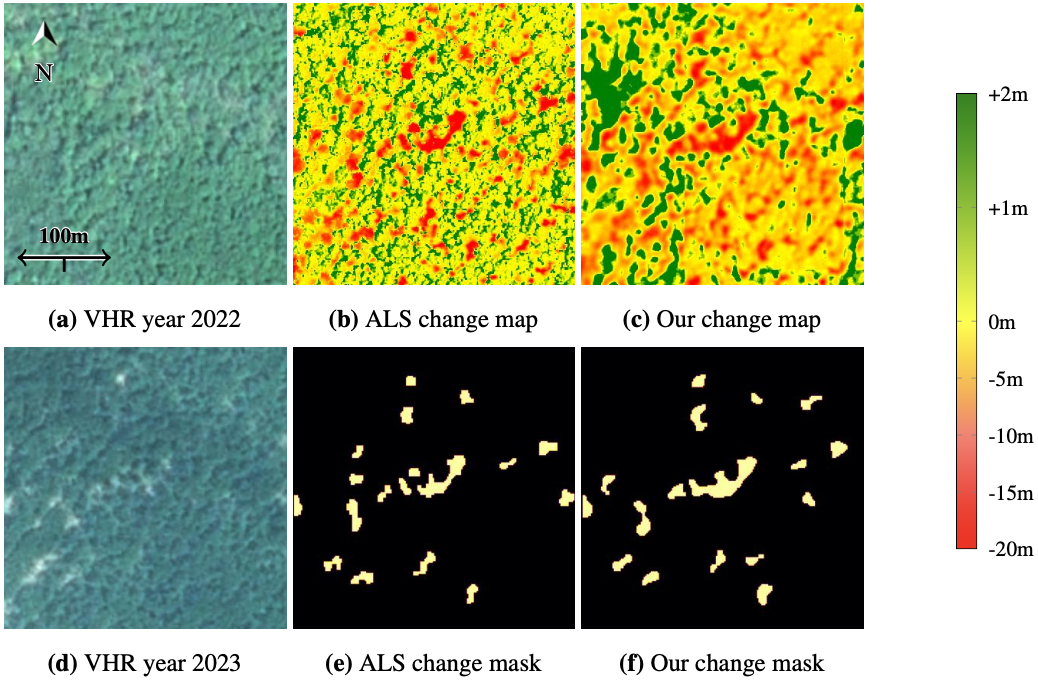 N
100m
(a) VHR year 2022
(b) ALS change map
(c) Our change map
+2m
+1m
0m
-5m
-10m
-15m
-20m
(d) VHR year 2023
(e) ALS change mask
(f) Our change mask